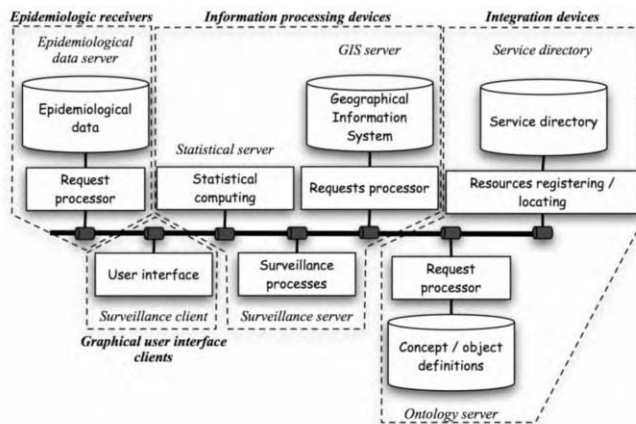 Epidemiologic receivers
Information processing devices
Integration devices
Epidemiological
data server
GIS server
Service directory
Epidemiological
data
Geographical
Information
System
Service directory
Statistical server
Request
processor
Statistical
computing
Requests processor
Resources registering /
locating
User interface
Surveillance
processes
Request
processor
Surveillance client
Surveillance server
Graphical user interface
clients
Concept / object
definitions
Ontology server